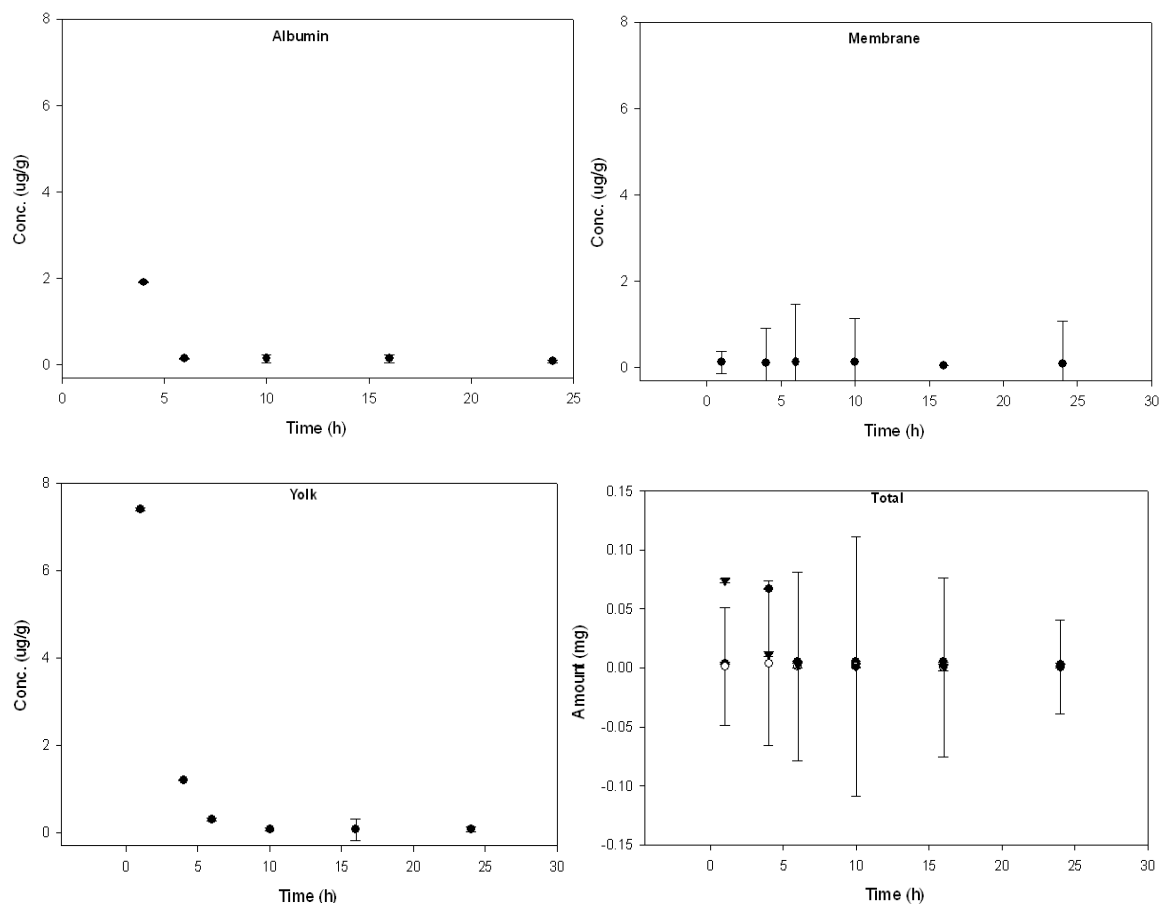 Albumin
8
6
4
2
0
Conc. (ug/g)
0 5 10 15 20 25
Time (h)
Membrane
8
6
4
2
0
Conc. (ug/g)
0 5 10 15 20 25 30
Time (h)
Yolk
8
6
4
2
0
Conc. (ug/g)
0 5 10 15 20 25 30
Time (h)
Total
0.15
0.10
0.05
0.00
-0.05
-0.10
-0.15
Amount (mg)
0 5 10 15 20 25 30
Time (h)